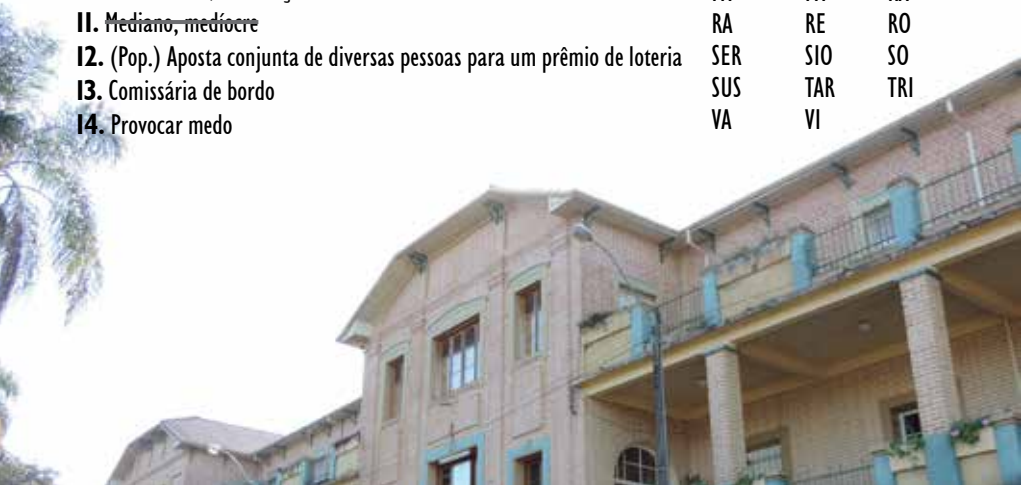 11. Mediano, medíocre
12. (Pop.) Aposta conjunta de diversas pessoas para um prêmio de loteria
13. Comissária de bordo
14. Provocar medo
RA RE RO
SER SIO SO
SUS TAR TRI
VA VI